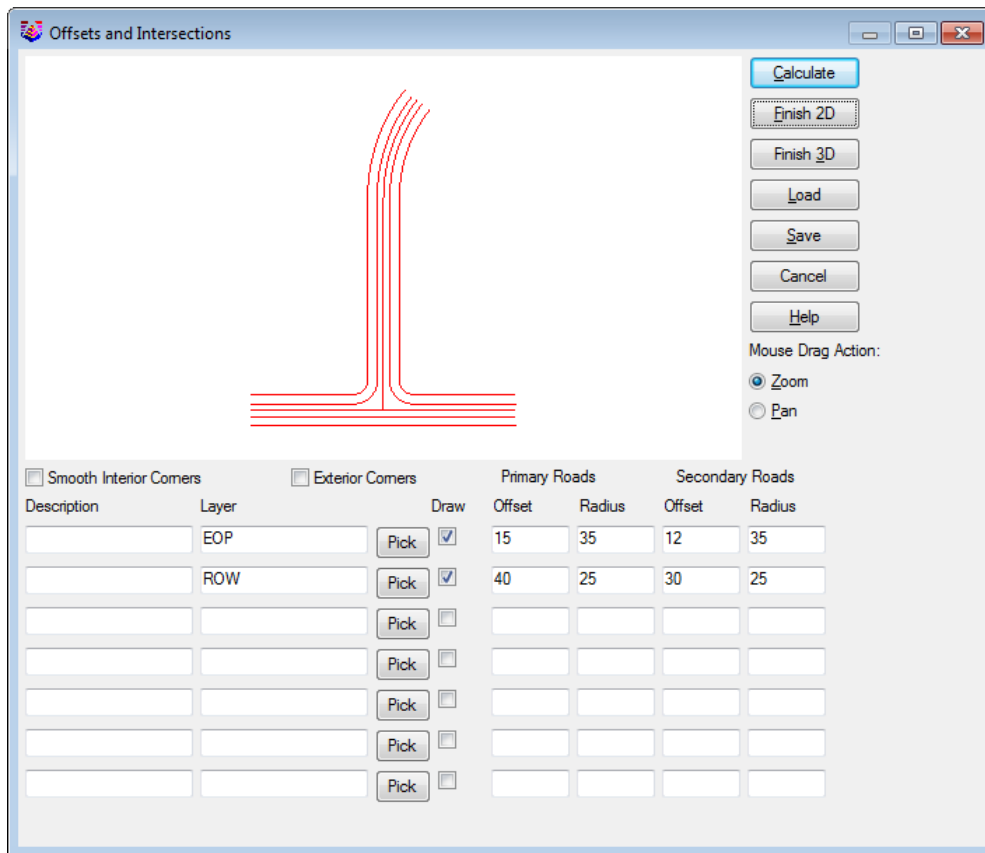 Offsets and Intersections
Calculate
Finish 2D
Finish 3D
Load
Save
Cancel
Help
Mouse Drag Action:
Zoom
Pan
Smooth Interior Corners Exterior Corners Primary Roads Secondary Roads
Description Layer Draw Offset Radius Offset Radius
EOP Pick 15 35 12 35
ROW Pick 40 25 30 25
Pick
Pick
Pick
Pick
Pick